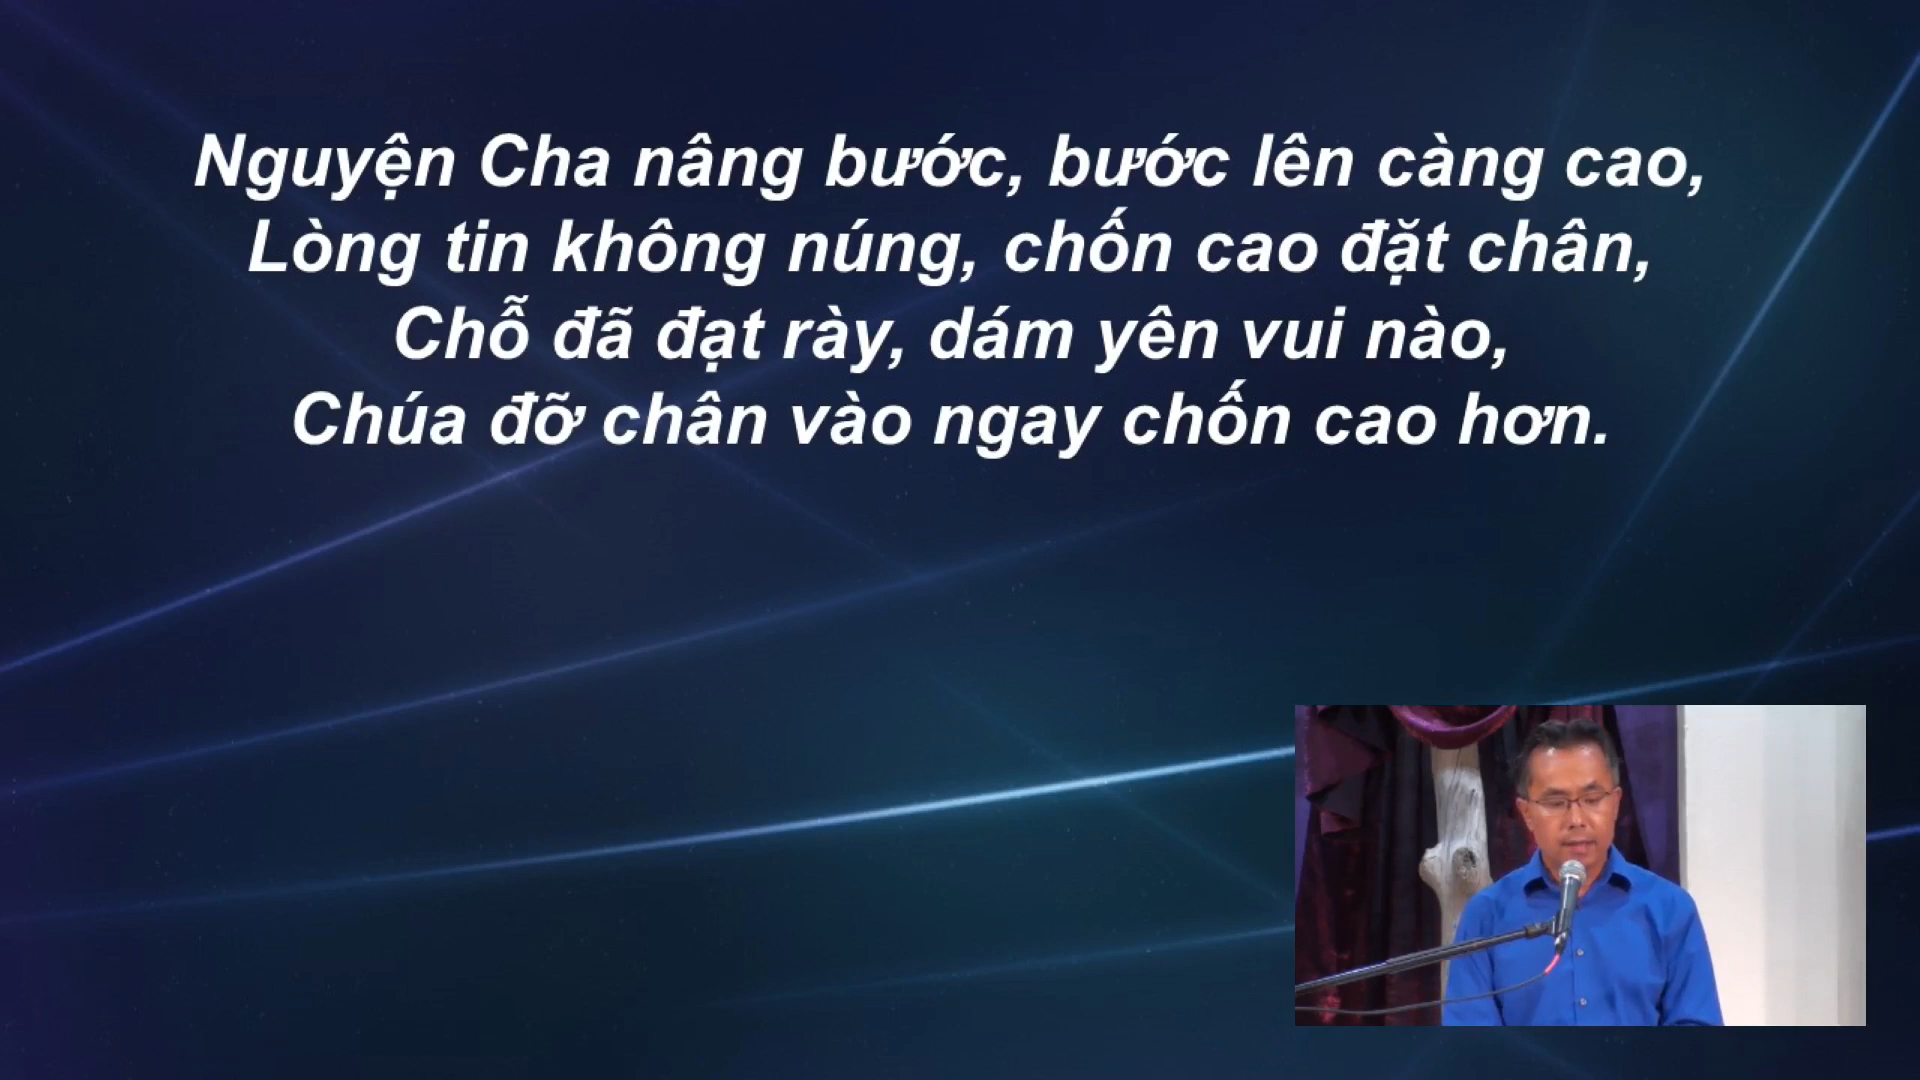 Nguyện Cha nâng bước, bước lên càng cao,
Lòng tin không núng, chốn cao đặt chân,
Chỗ đã đạt rày, dám yên vui nào,
Chúa đỡ chân vào ngay chốn cao hơn.